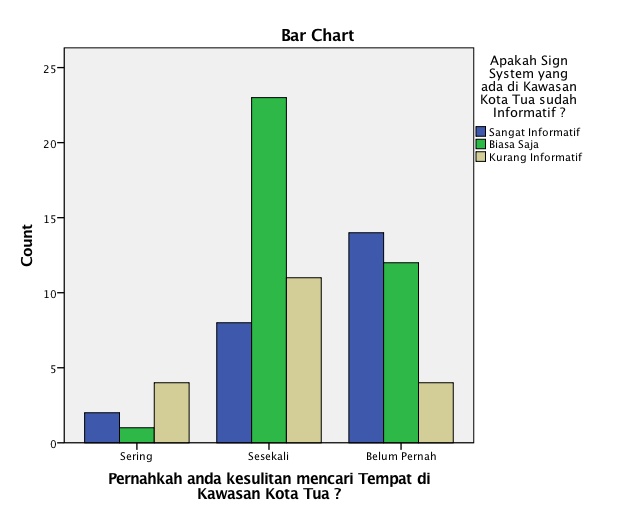 Bar Chart
Apakah Sign
System yang
ada di Kawasan
Kota Tua sudah
Informatif ?
Sangat Informatif
Biasa Saja
Kurang Informatif
25
20
15
10
5
0
Count
Sering
Sesekali
Belum Pernah
Pernahkah anda kesulitan mencari Tempat di
Kawasan Kota Tua ?